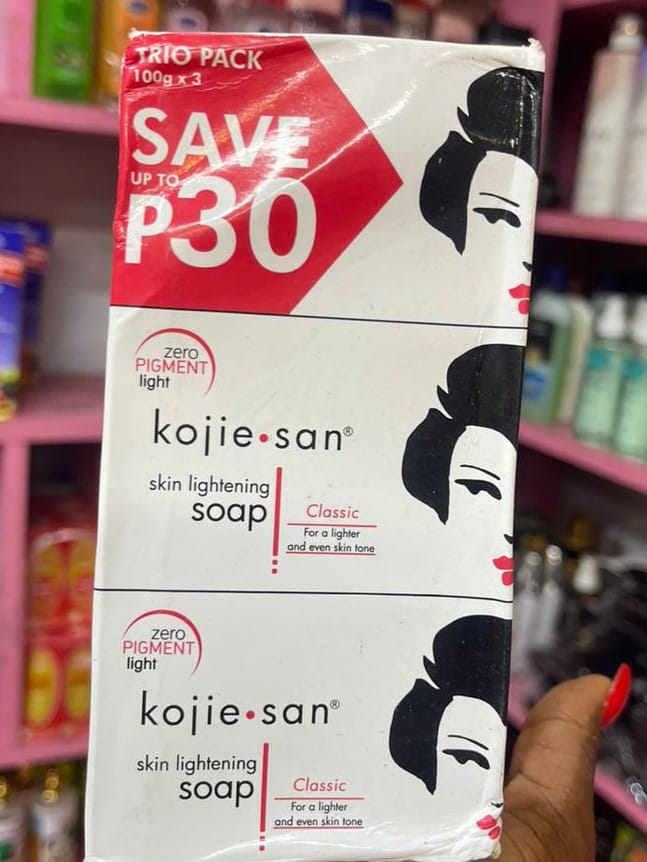 TRIO PACK
100g x 3
SAVE
UP TO
P30
zero
PIGMENT
light
kojie•san®
skin lightening
soap
Classic
For a lighter
and even skin tone
zero
PIGMENT
light
kojie•san®
skin lightening
soap
Classic
For a lighter
and even skin tone